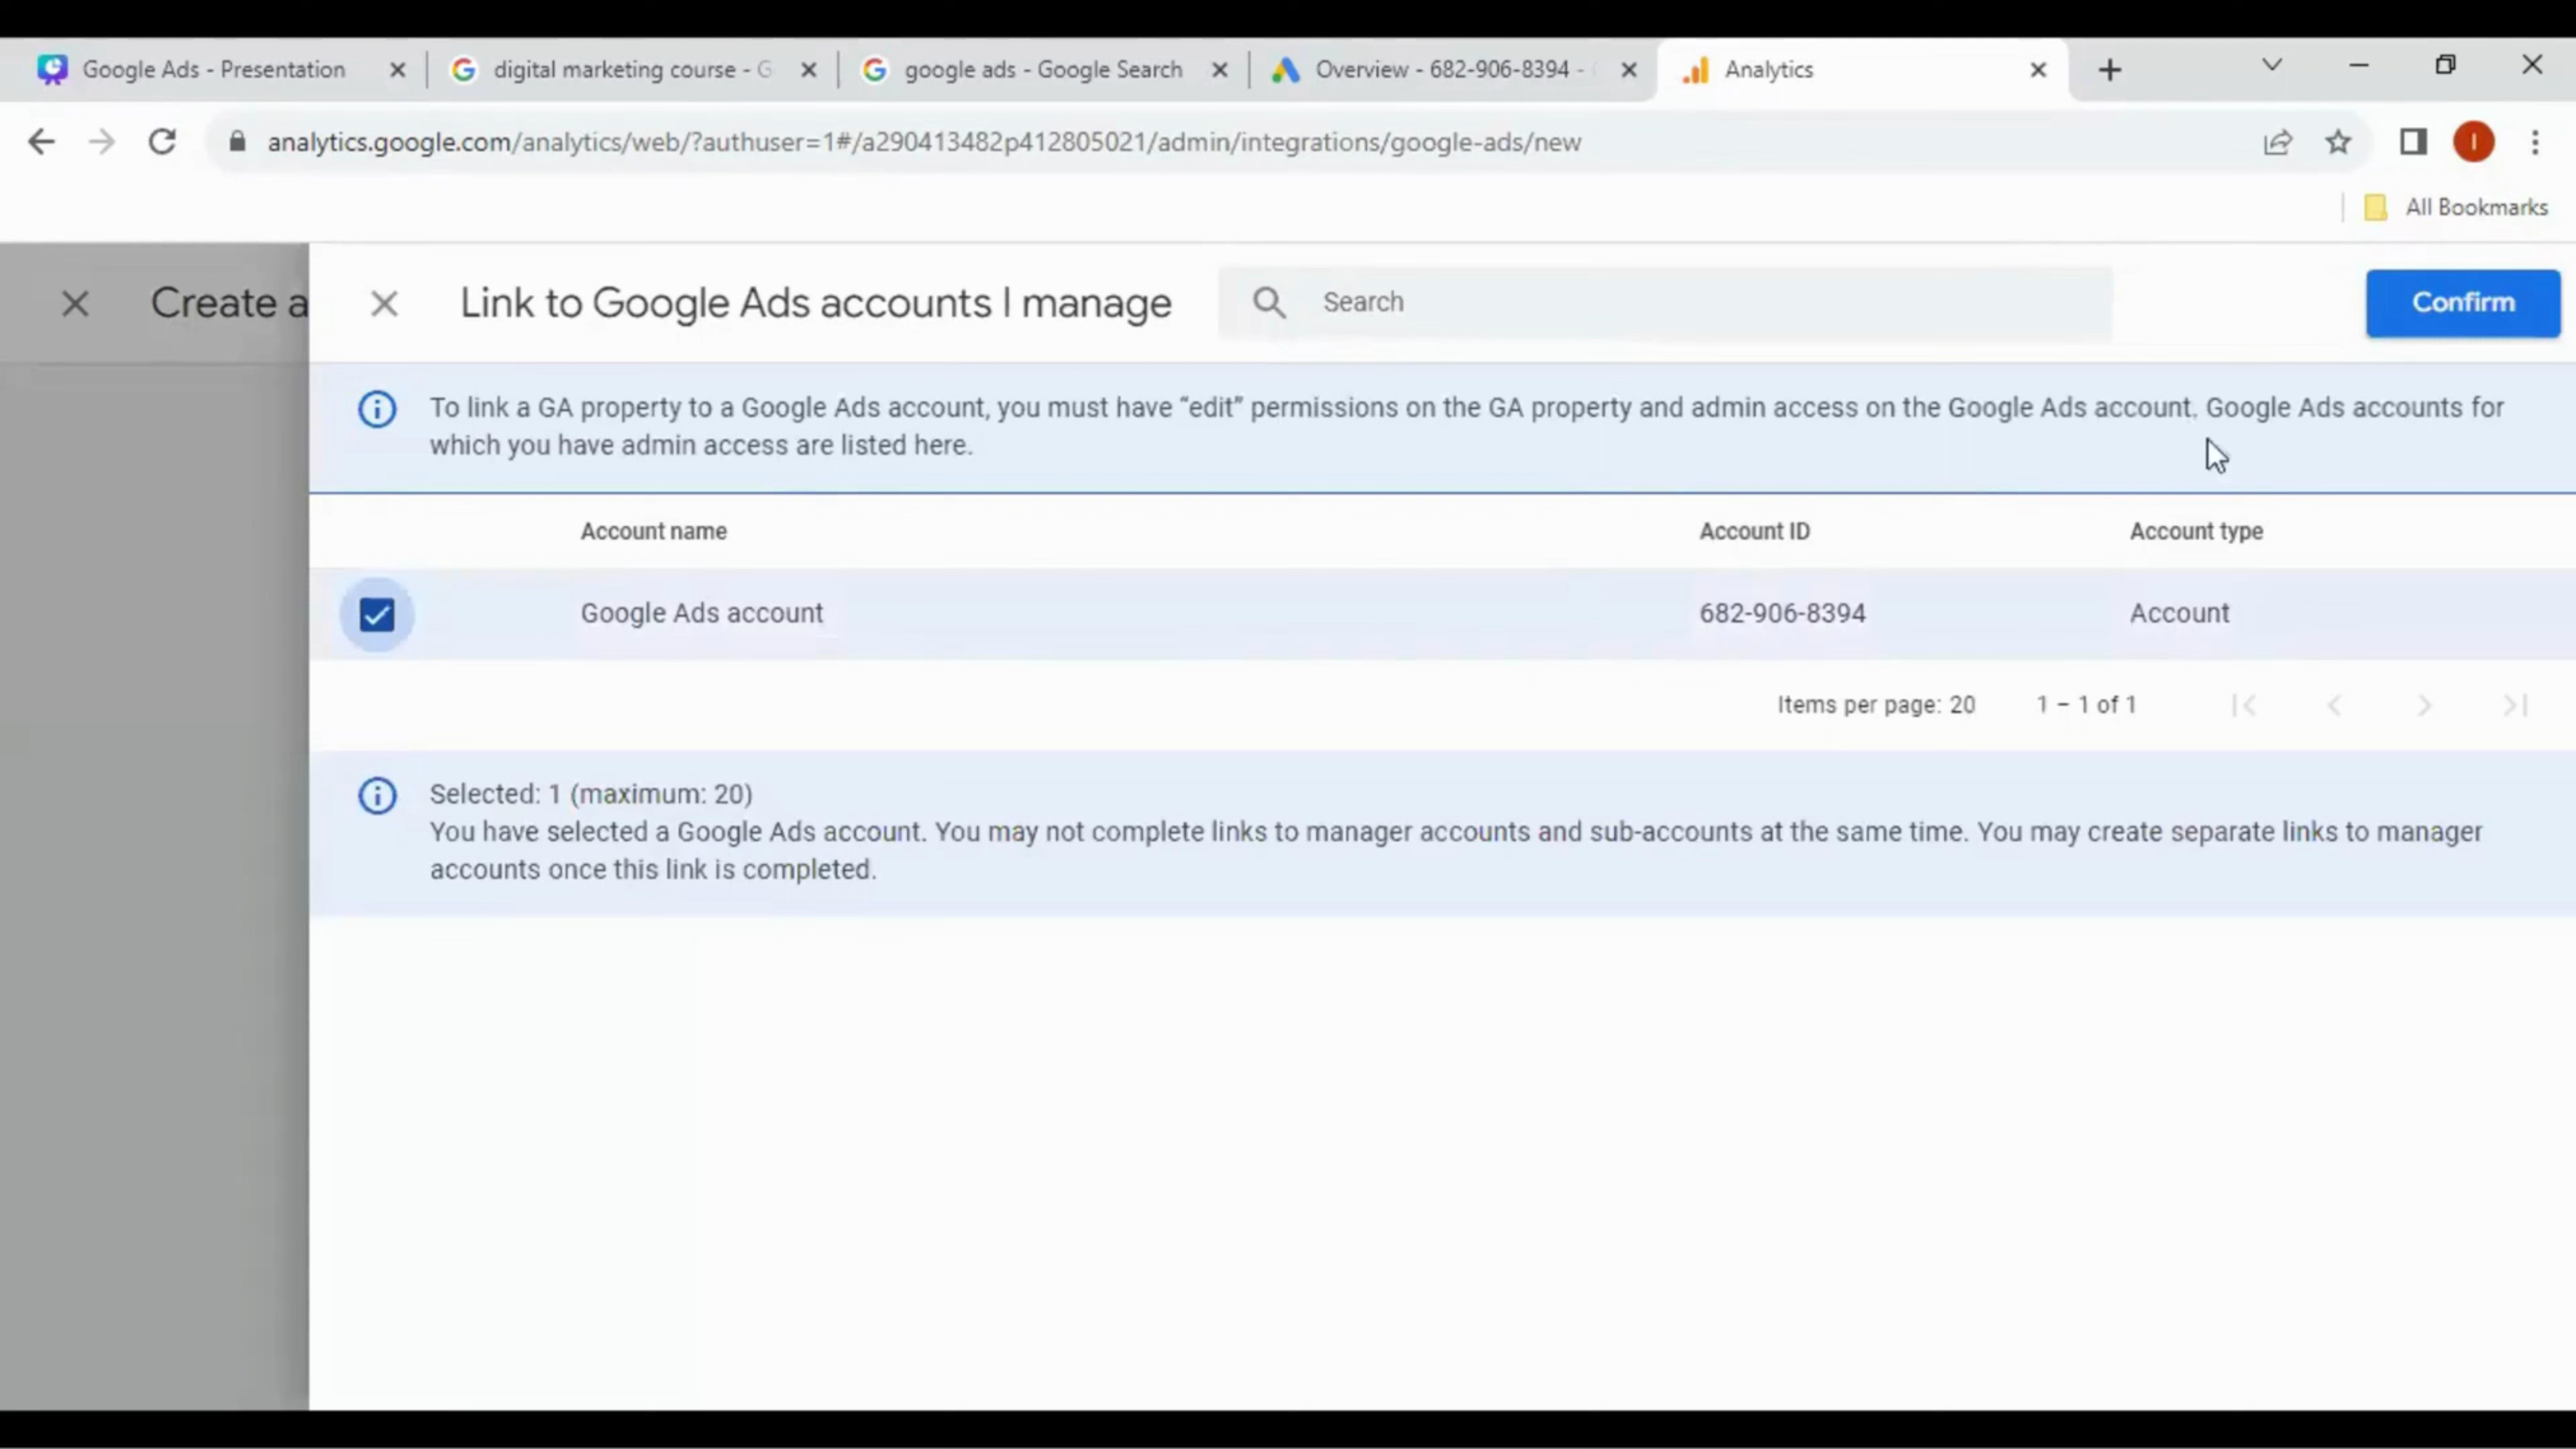 Google Ads - Presentation
digital marketing course - G
google ads - Google Search
Overview - 682-906-8394 -
Analytics
analytics.google.com/analytics/web/?authuser=1#/a290413482p412805021/admin/integrations/google-ads/new
I
All Bookmarks
Create a
Link to Google Ads accounts I manage
Search
Confirm
To link a GA property to a Google Ads account, you must have “edit” permissions on the GA property and admin access on the Google Ads account. Google Ads accounts for
which you have admin access are listed here.
Account name Account ID Account type
Google Ads account 682-906-8394 Account
Items per page: 20 1 – 1 of 1
Selected: 1 (maximum: 20)
You have selected a Google Ads account. You may not complete links to manager accounts and sub-accounts at the same time. You may create separate links to manager
accounts once this link is completed.